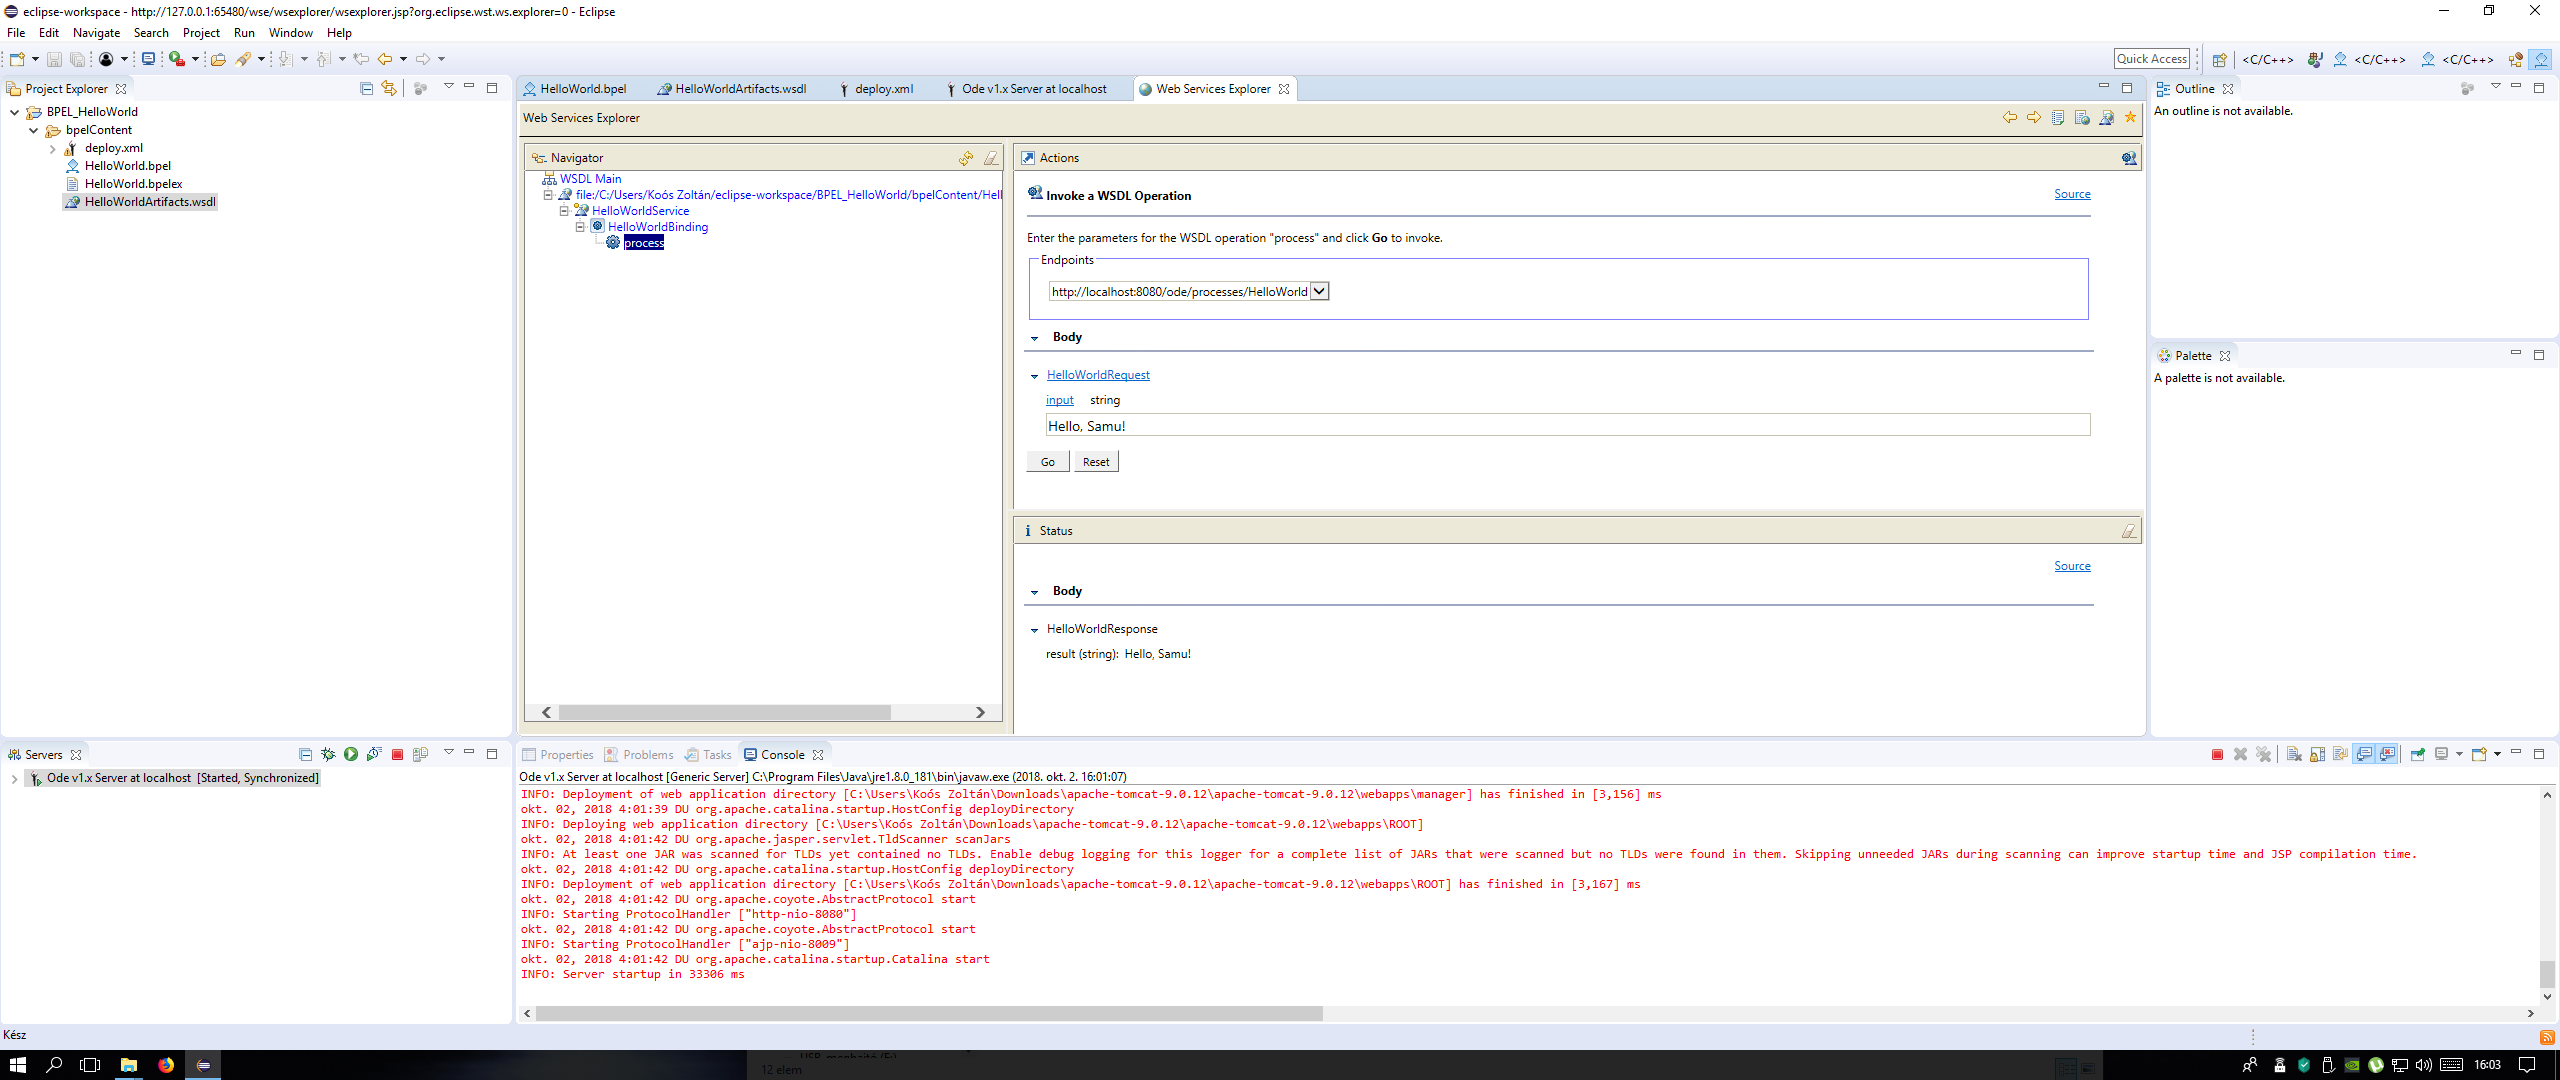 eclipse-workspace - http://127.0.0.1:65480/wse/wsexplorer/wsexplorer.jsp?org.eclipse.wst.ws.explorer=0 - Eclipse
File Edit Navigate Search Project Run Window Help
Quick Access <C/C++> <C/C++> <C/C++>
Project Explorer
BPEL_HelloWorld
bpelContent
deploy.xml
HelloWorld.bpel
HelloWorld.bpelex
HelloWorldArtifacts.wsdl
HelloWorld.bpel HelloWorldArtifacts.wsdl deploy.xml Ode v1.x Server at localhost Web Services Explorer
Web Services Explorer
Navigator
WSDL Main
file:/C:/Users/Koós Zoltán/eclipse-workspace/BPEL_HelloWorld/bpelContent/Hell
HelloWorldService
HelloWorldBinding
process
Actions
Invoke a WSDL Operation
Source
Enter the parameters for the WSDL operation "process" and click Go to invoke.
Endpoints
http://localhost:8080/ode/processes/HelloWorld
Body
HelloWorldRequest
input string
Hello, Samu!
Go Reset
Status
Source
Body
HelloWorldResponse
result (string): Hello, Samu!
Outline
An outline is not available.
Palette
A palette is not available.
Servers
Ode v1.x Server at localhost [Started, Synchronized]
Properties Problems Tasks Console
Ode v1.x Server at localhost [Generic Server] C:\Program Files\Java\jre1.8.0_181\bin\javaw.exe (2018. okt. 2. 16:01:07)
INFO: Deployment of web application directory [C:\Users\Koós Zoltán\Downloads\apache-tomcat-9.0.12\apache-tomcat-9.0.12\webapps\manager] has finished in [3,156] ms
okt. 02, 2018 4:01:39 DU org.apache.catalina.startup.HostConfig deployDirectory
INFO: Deploying web application directory [C:\Users\Koós Zoltán\Downloads\apache-tomcat-9.0.12\apache-tomcat-9.0.12\webapps\ROOT]
okt. 02, 2018 4:01:42 DU org.apache.jasper.servlet.TldScanner scanJars
INFO: At least one JAR was scanned for TLDs yet contained no TLDs. Enable debug logging for this logger for a complete list of JARs that were scanned but no TLDs were found in them. Skipping unneeded JARs during scanning can improve startup time and JSP compilation time.
okt. 02, 2018 4:01:42 DU org.apache.catalina.startup.HostConfig deployDirectory
INFO: Deployment of web application directory [C:\Users\Koós Zoltán\Downloads\apache-tomcat-9.0.12\apache-tomcat-9.0.12\webapps\ROOT] has finished in [3,167] ms
okt. 02, 2018 4:01:42 DU org.apache.coyote.AbstractProtocol start
INFO: Starting ProtocolHandler ["http-nio-8080"]
okt. 02, 2018 4:01:42 DU org.apache.coyote.AbstractProtocol start
INFO: Starting ProtocolHandler ["ajp-nio-8009"]
okt. 02, 2018 4:01:42 DU org.apache.catalina.startup.Catalina start
INFO: Server startup in 33306 ms
Kész
12 elem
16:03